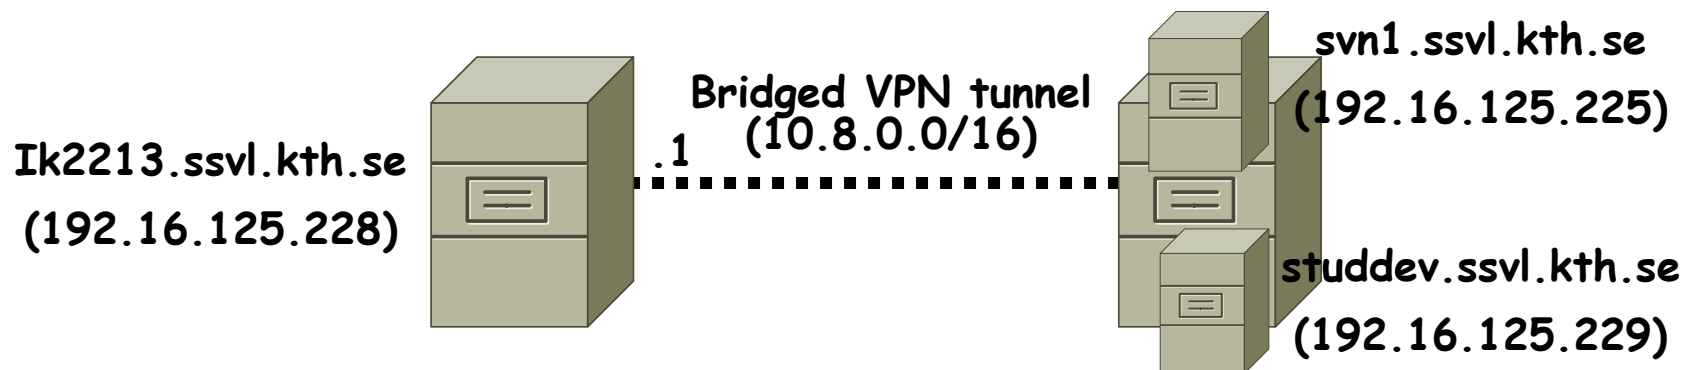 Ik2213.ssvl.kth.se
(192.16.125.228)
Bridged VPN tunnel
(10.8.0.0/16)
.1
svn1.ssvl.kth.se
(192.16.125.225)
studdev.ssvl.kth.se
(192.16.125.229)